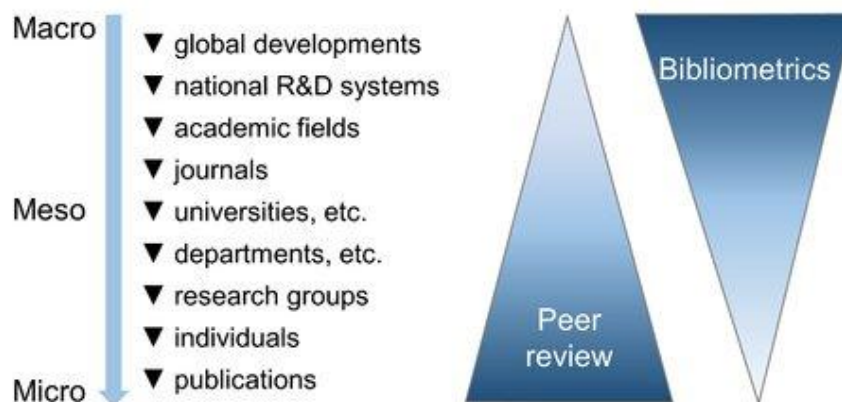 Macro
▼ global developments
▼ national R&D systems
▼ academic fields
▼ journals
Meso
▼ universities, etc.
▼ departments, etc.
▼ research groups
▼ individuals
Micro
▼ publications
Peer
review
Bibliometrics